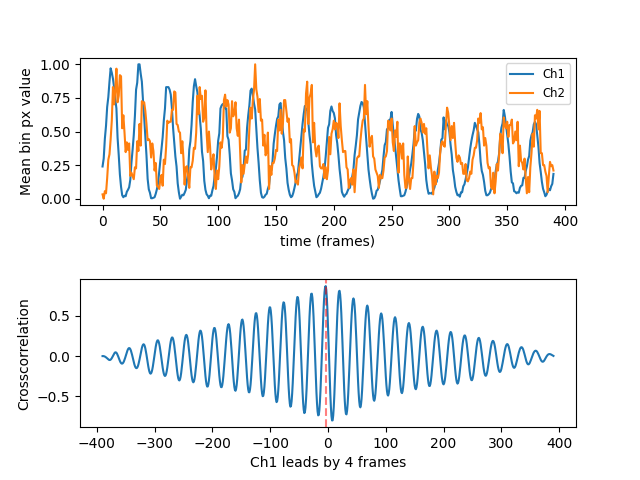 1.00
0.75
0.50
0.25
0.00
Mean bin px value
Ch1
Ch2
0 50 100 150 200 250 300 350 400
time (frames)
0.5
0.0
−0.5
Crosscorrelation
−400 −300 −200 −100 0 100 200 300 400
Ch1 leads by 4 frames